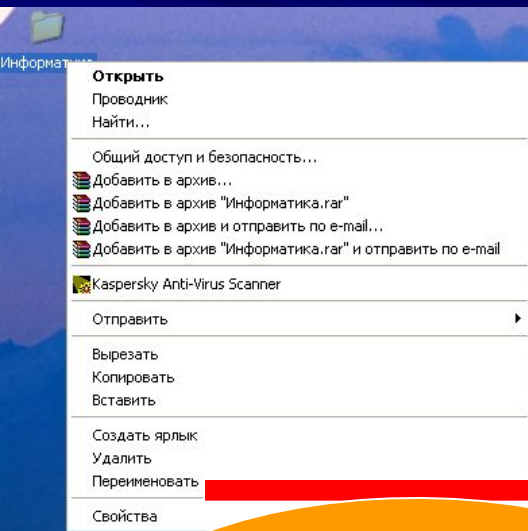 Открыть
Проводник
Найти...
Общий доступ и безопасность...
Добавить в архив...
Добавить в архив "Информатика.rar"
Добавить в архив и отправить по e-mail...
Добавить в архив "Информатика.rar" и отправить по e-mail
Kaspersky Anti-Virus Scanner
Отправить
Вырезать
Копировать
Вставить
Создать ярлык
Удалить
Переименовать
Свойства